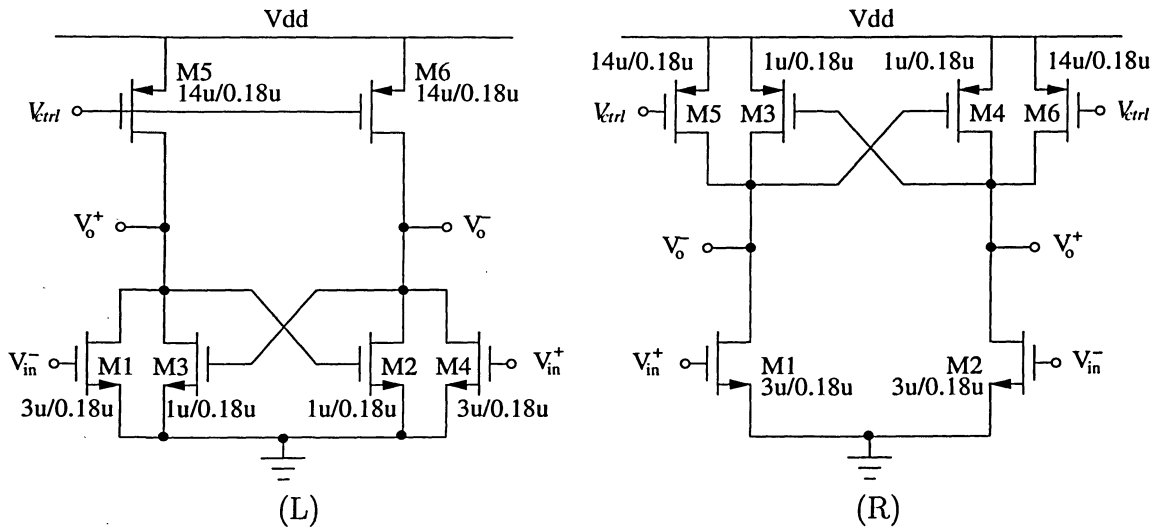 Vdd
M5
14u/0.18u
M6
14u/0.18u
Vctrl
Vo+
Vo−
Vin−
M1
M3
M2
M4
Vin+
3u/0.18u
1u/0.18u
1u/0.18u
3u/0.18u
(L)
Vdd
14u/0.18u
1u/0.18u
1u/0.18u
14u/0.18u
Vctrl
M5
M3
M4
M6
Vctrl
Vo−
Vo+
Vin+
M1
3u/0.18u
M2
3u/0.18u
Vin−
(R)